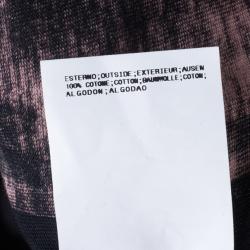 ESTERNO;OUTSIDE;EXTERIEUR;AUSEN
100% COTONE;COTTON;BAUMWOLLE;COTON;
ALGODON;ALGODAO